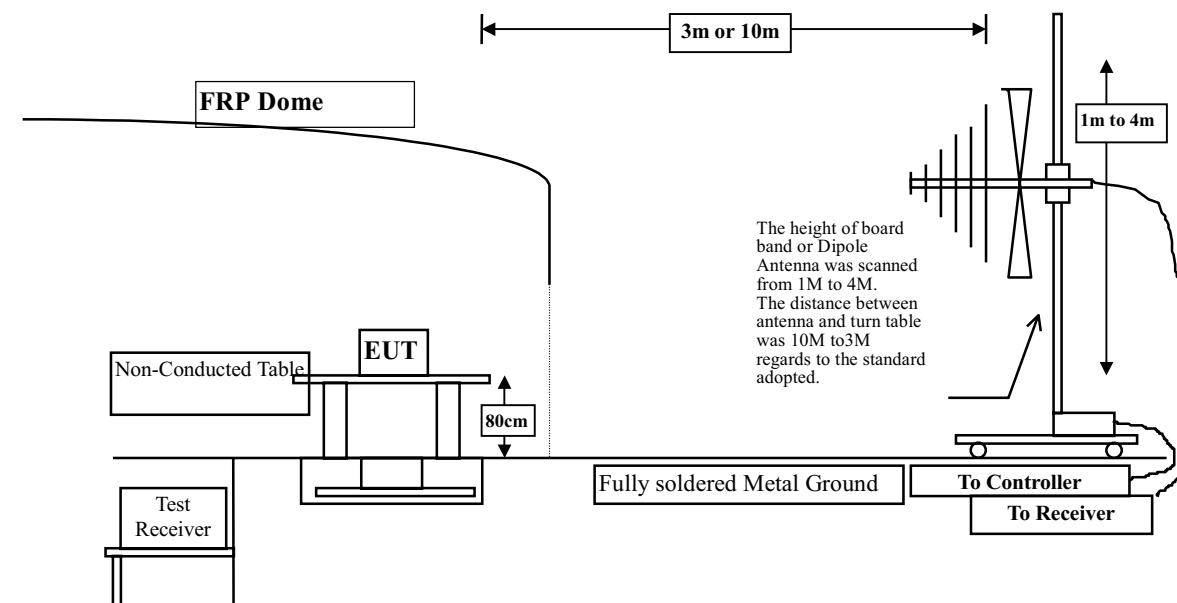 3m or 10m
FRP Dome
1m to 4m
The height of board
band or Dipole
Antenna was scanned
from 1M to 4M.
The distance between
antenna and turn table
was 10M to3M
regards to the standard
adopted.
EUT
Non-Conducted Table
80cm
Fully soldered Metal Ground
To Controller
To Receiver
Test
Receiver